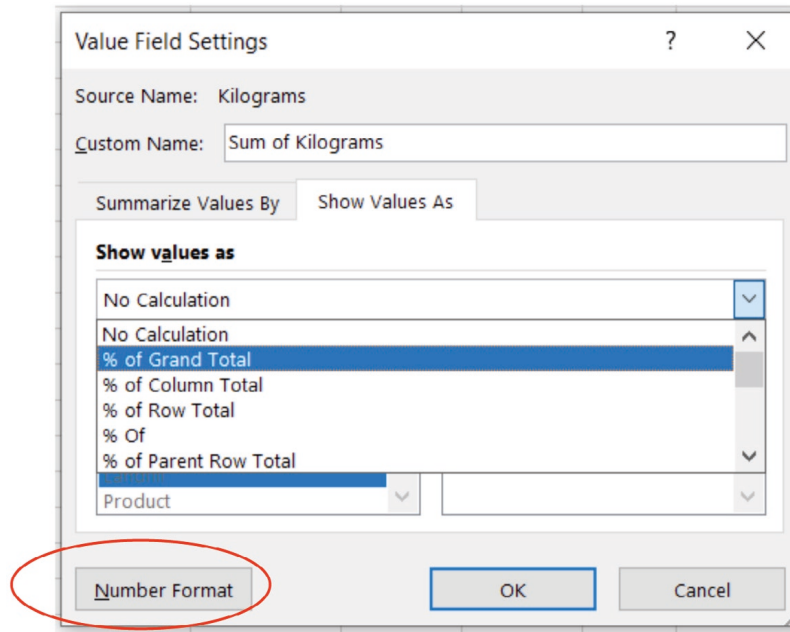 Value Field Settings ?
Source Name: Kilograms
Custom Name: Sum of Kilograms
Summarize Values By Show Values As
Show values as
No Calculation
No Calculation
% of Grand Total
% of Column Total
% of Row Total
% Of
% of Parent Row Total
Product
Number Format OK Cancel